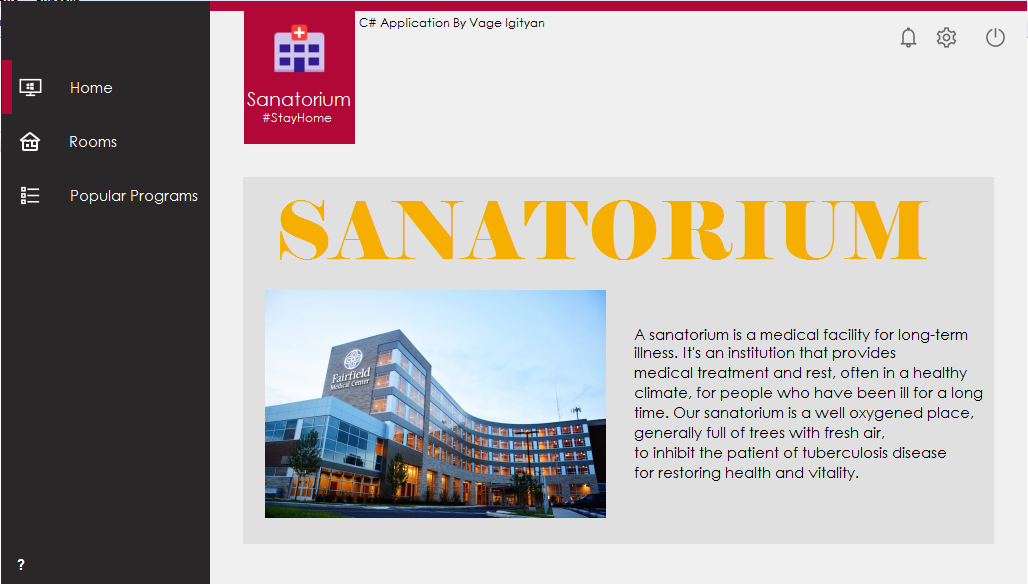 C# Application By Vage Igityan
Home
Rooms
Popular Programs
Sanatorium
#StayHome
SANATORIUM
Fairfield
Medical Center
A sanatorium is a medical facility for long-term
illness. It's an institution that provides
medical treatment and rest, often in a healthy
climate, for people who have been ill for a long
time. Our sanatorium is a well oxygened place,
generally full of trees with fresh air,
to inhibit the patient of tuberculosis disease
for restoring health and vitality.
?